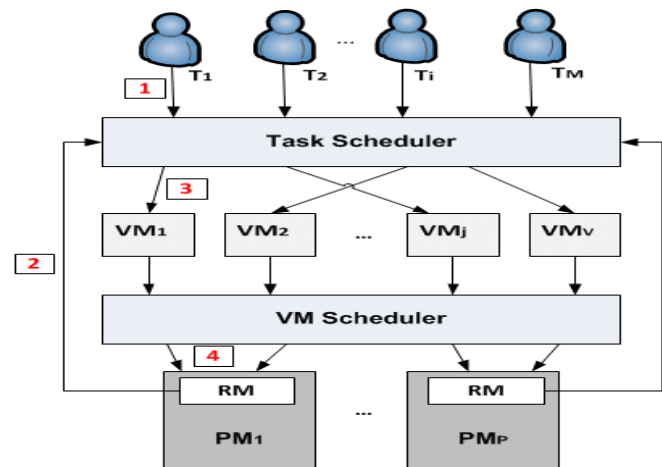 ...
T1 T2 Ti TM
1
Task Scheduler
3
VM1 VM2 ... VMj VMV
2
VM Scheduler
4
RM RM
...
PM1 PMP